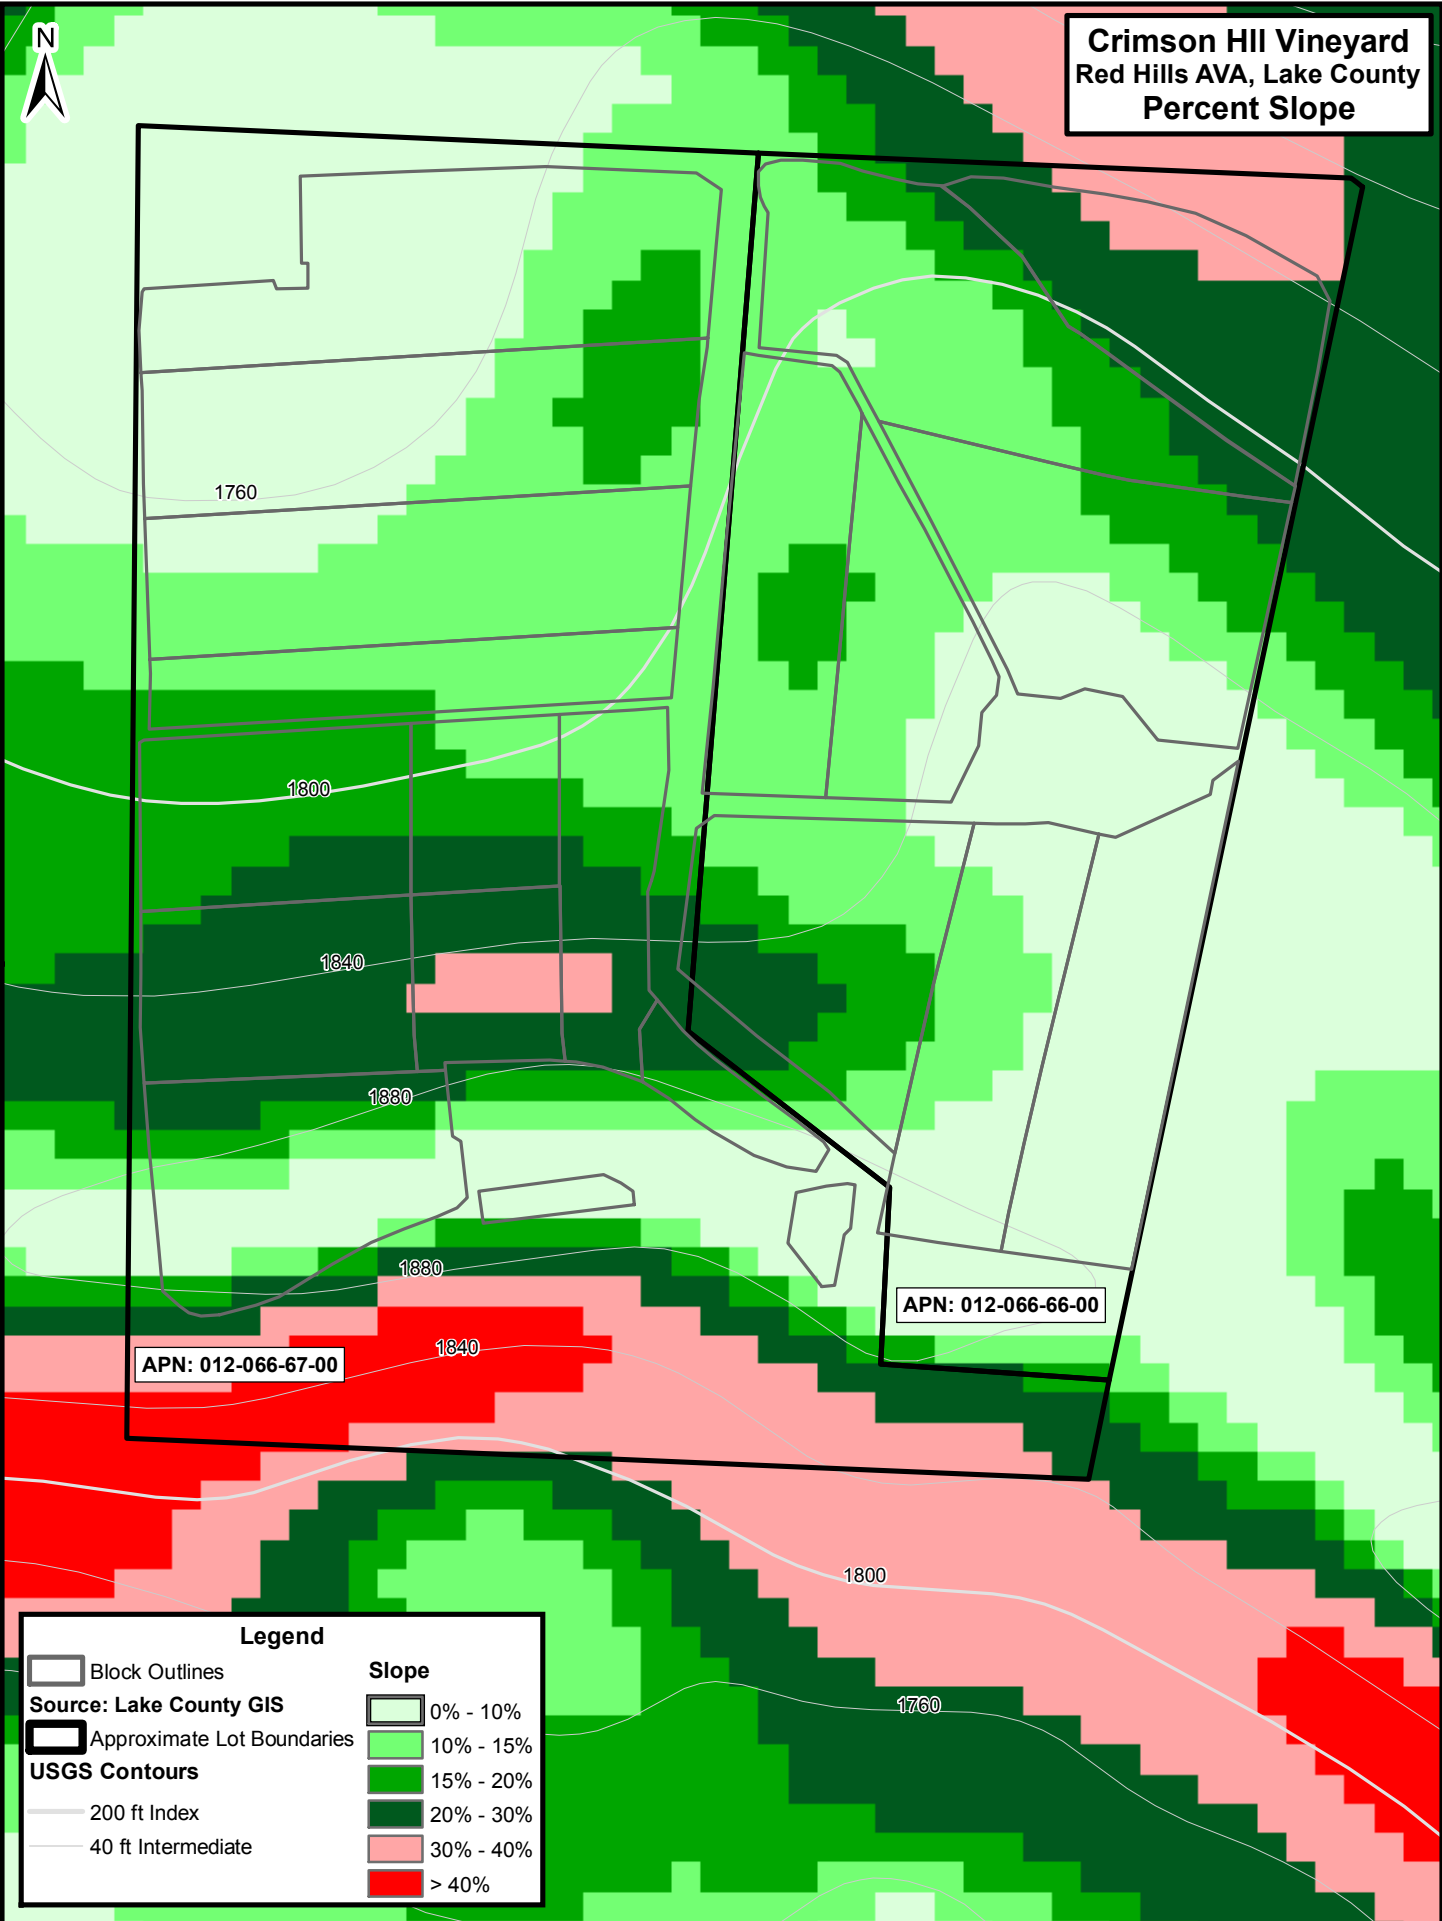 N
Crimson HIl Vineyard
Red Hills AVA, Lake County
Percent Slope
1760
1800
1840
1880
1880
APN: 012-066-66-00
1840
APN: 012-066-67-00
1800
1760
Legend
Block Outlines
Source: Lake County GIS
Approximate Lot Boundaries
USGS Contours
200 ft Index
40 ft Intermediate
Slope
0% - 10%
10% - 15%
15% - 20%
20% - 30%
30% - 40%
> 40%